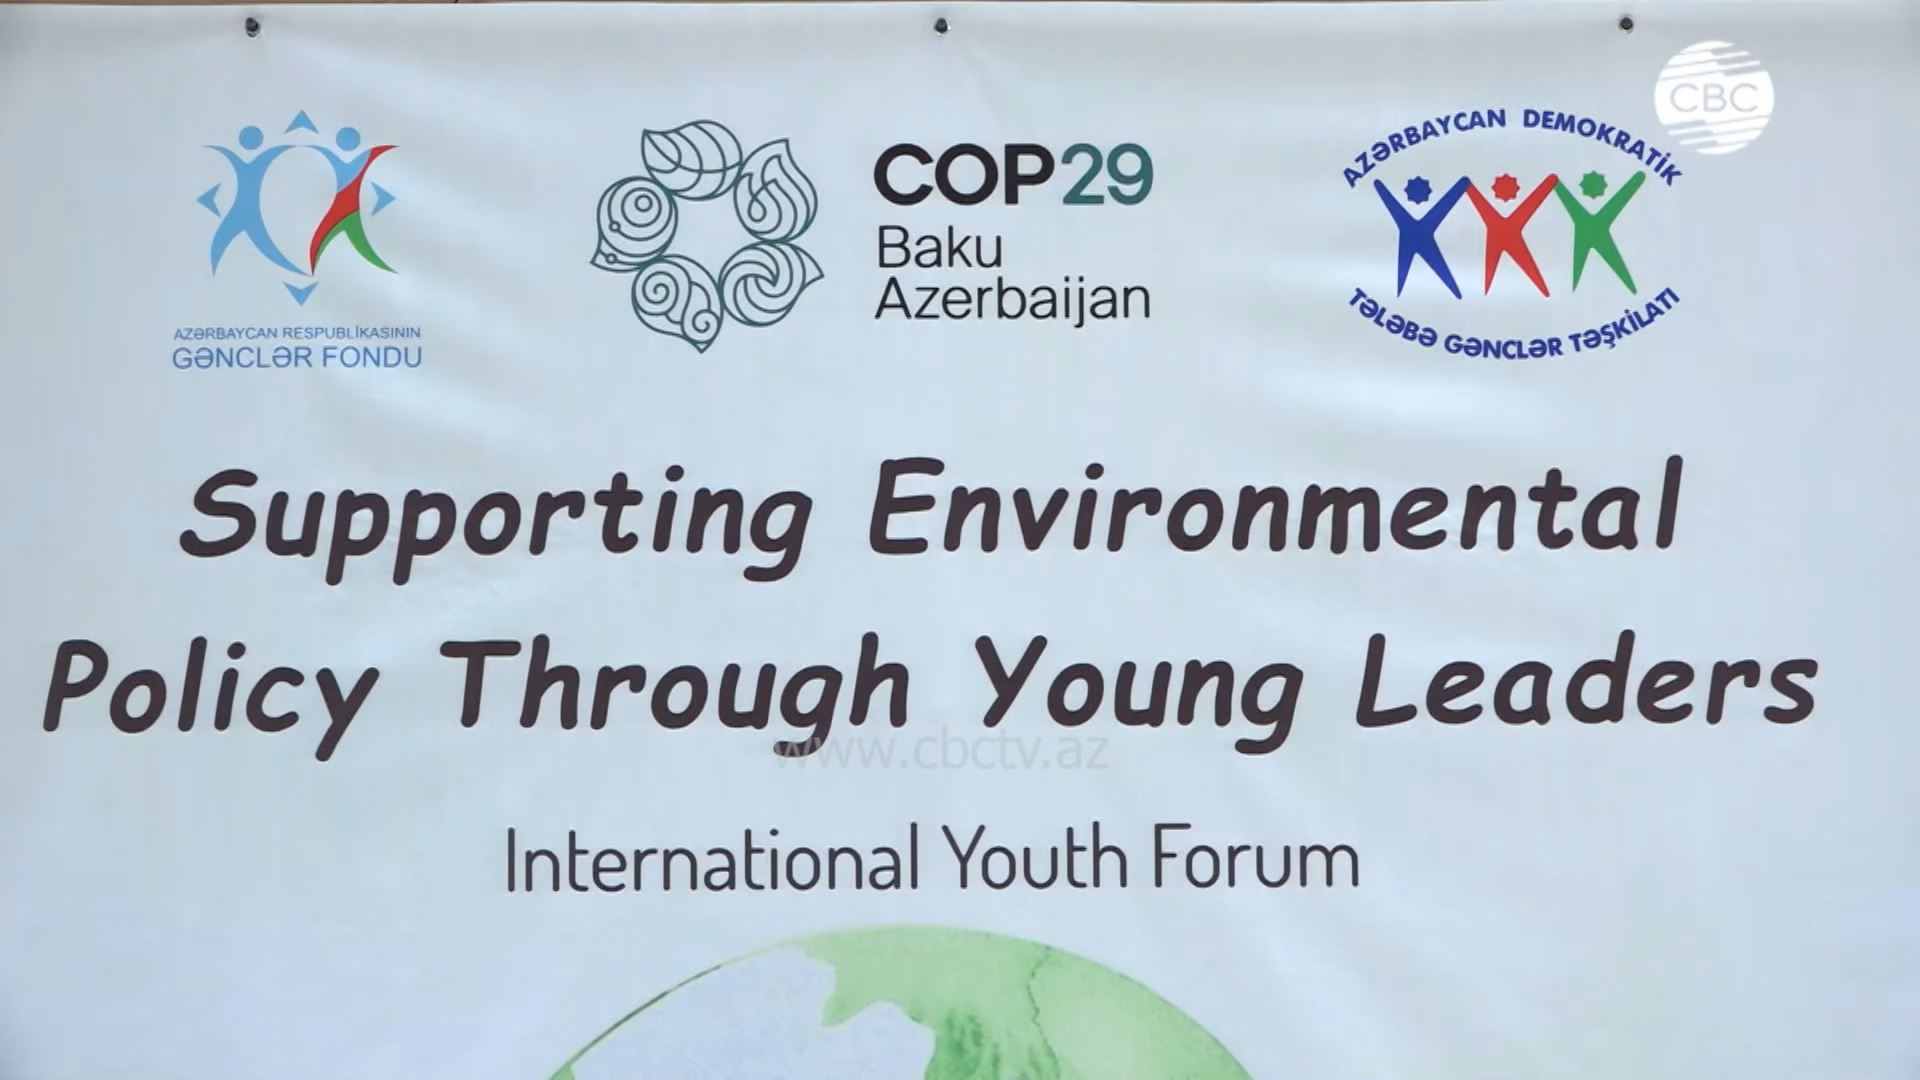 CBC
AZƏRBAYCAN RESPUBLİKASININ
GƏNCLƏR FONDU
COP29
Baku
Azerbaijan
AZƏRBAYCAN DEMOKRATİK
TƏLƏBƏ GƏNCLƏR TƏŞKİLATI
Supporting Environmental
Policy Through Young Leaders
www.cbctv.az
International Youth Forum